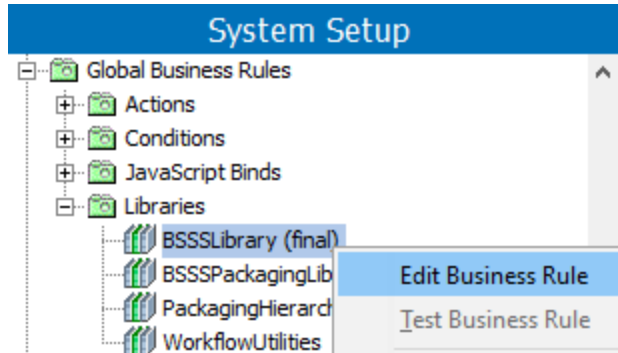 System Setup
Global Business Rules
Actions
Conditions
JavaScript Binds
Libraries
BSSSLibrary (final)
BSSSPackagingLib
Edit Business Rule
PackagingHierarch
Test Business Rule
WorkflowUtilities